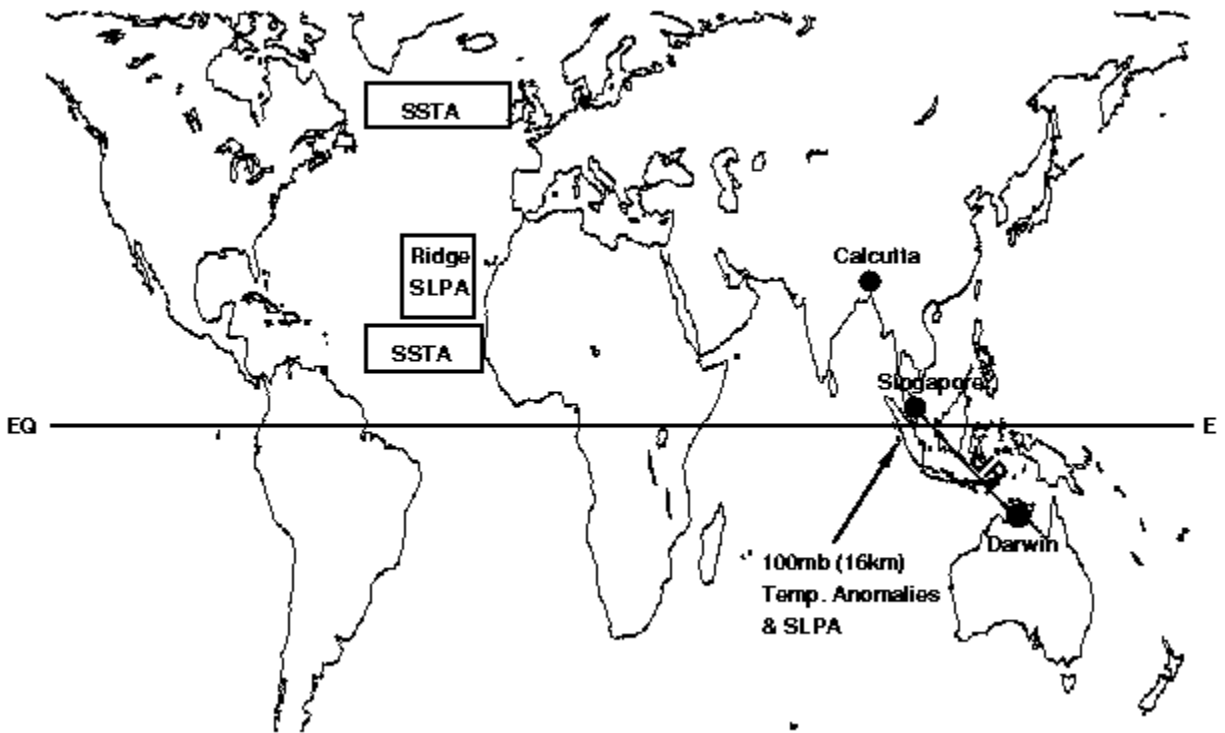 SSTA
Ridge
SLPA
SSTA
Calcutta
Singapore
EQ
E
Darwin
100mb (16km)
Temp. Anomalies
& SLPA